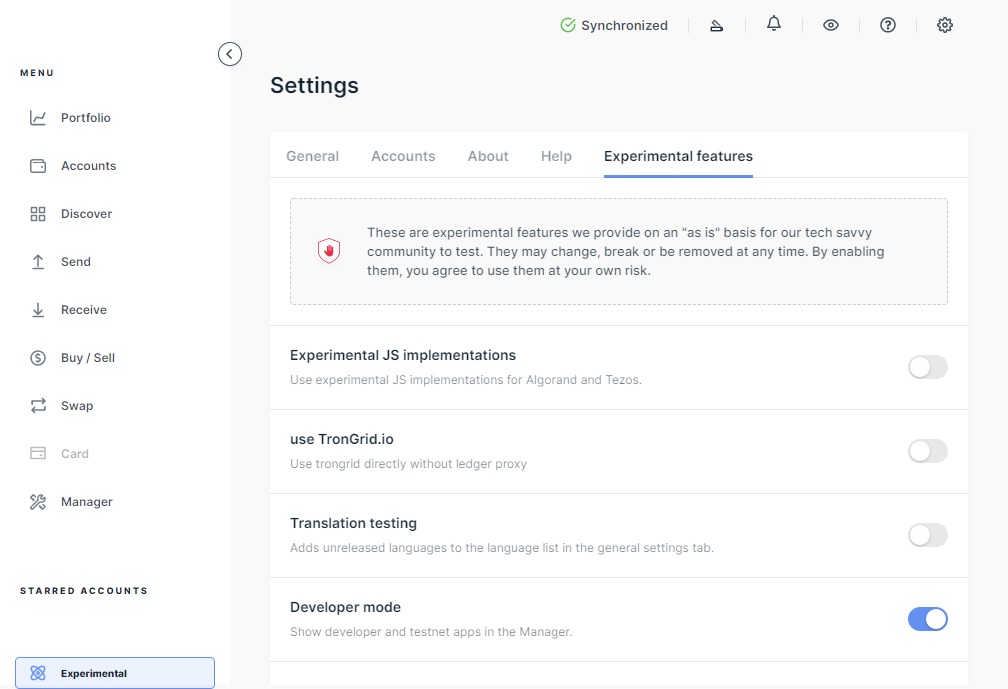 Synchronized
MENU
Portfolio
Accounts
Discover
Send
Receive
Buy / Sell
Swap
Card
Manager
STARRED ACCOUNTS
Experimental
Settings
General Accounts About Help Experimental features
These are experimental features we provide on an "as is" basis for our tech savvy
community to test. They may change, break or be removed at any time. By enabling
them, you agree to use them at your own risk.
Experimental JS implementations
Use experimental JS implementations for Algorand and Tezos.
use TronGrid.io
Use trongrid directly without ledger proxy
Translation testing
Adds unreleased languages to the language list in the general settings tab.
Developer mode
Show developer and testnet apps in the Manager.